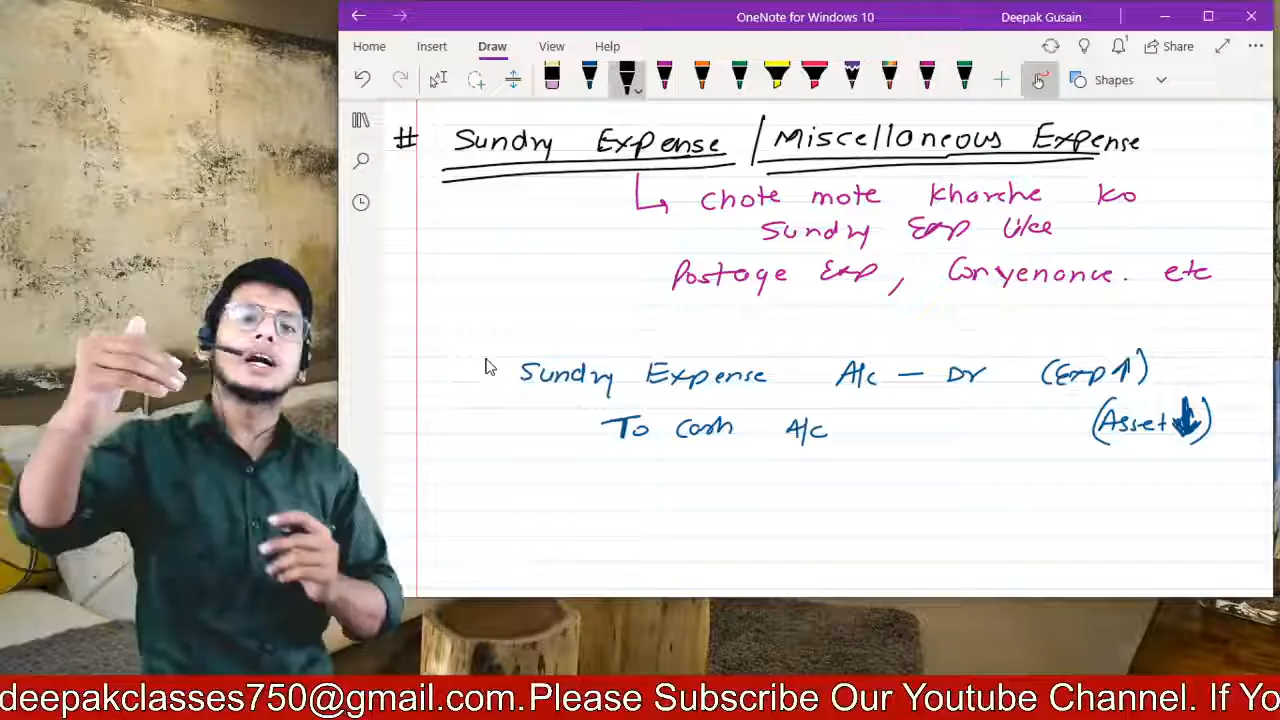 OneNote for Windows 10
Deepak Gusain
Home Insert Draw View Help
Share
Shapes
# Sundry Expense / Miscellaneous Expense
chote mote kharche ko
Sundry Exp like
Postage Exp, Convenance. etc
Sundry Expense A/c — Dr (Exp↑)
To Cash A/c (Asset↓)
deepakclasses750@gmail.com.Please Subscribe Our Youtube Channel. If Yo